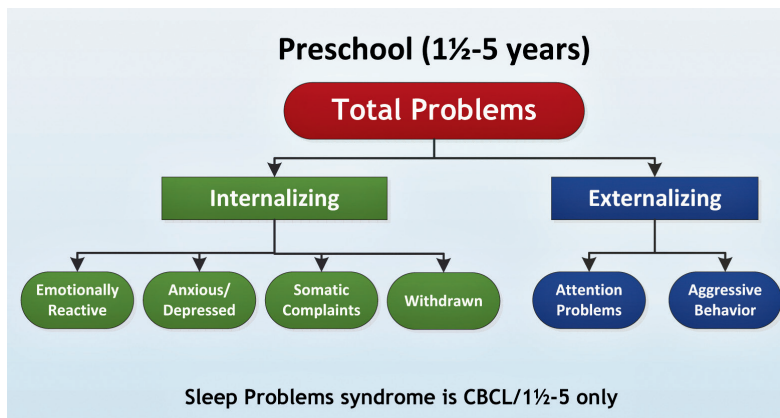 Preschool (1½-5 years)
Total Problems
Internalizing
Externalizing
Emotionally
Reactive
Anxious/
Depressed
Somatic
Complaints
Withdrawn
Attention
Problems
Aggressive
Behavior
Sleep Problems syndrome is CBCL/1½-5 only